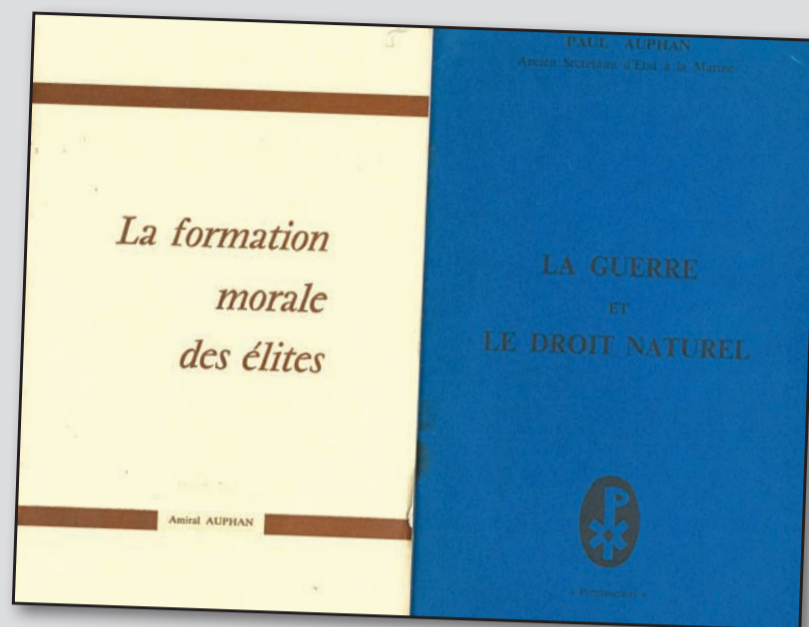 La formation
morale
des élites
Amiral AUPHAN
PAUL AUPHAN
Ancien Secrétaire d'Etat à la Marine
LA GUERRE
ET
LE DROIT NATUREL